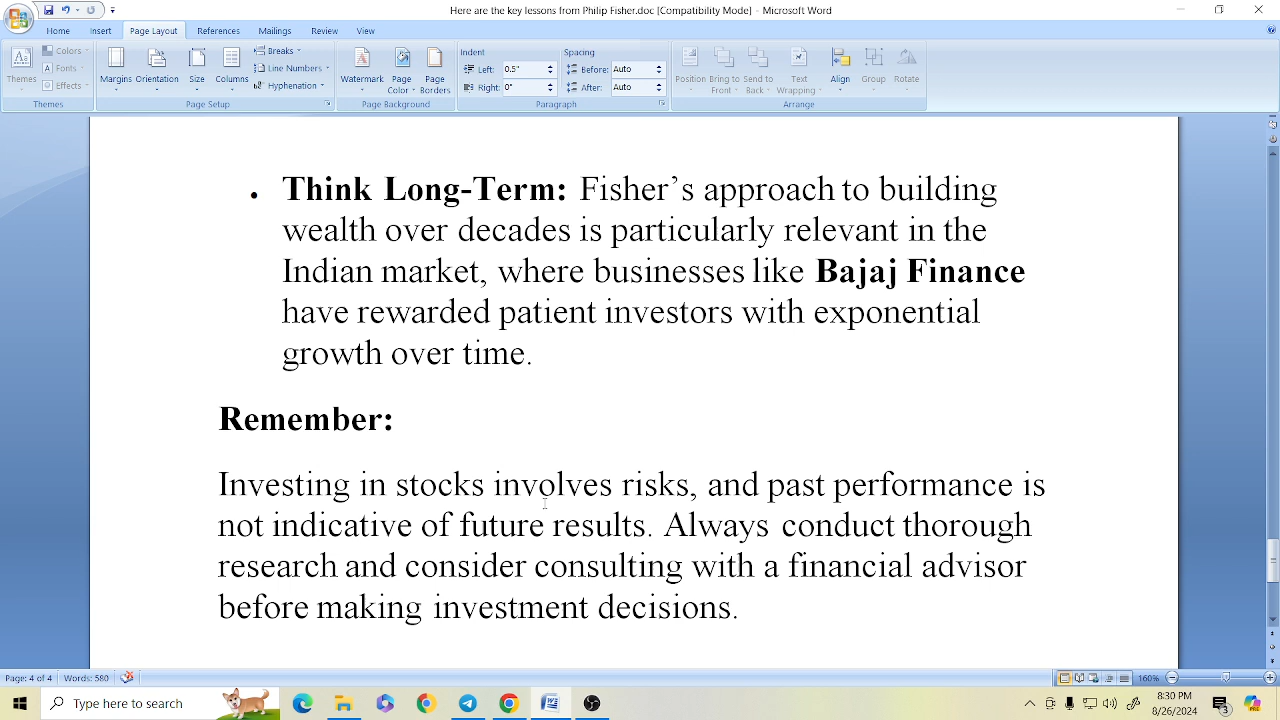 Here are the key lessons from Philip Fisher.doc [Compatibility Mode] - Microsoft Word
Home Insert Page Layout References Mailings Review View
Themes Colors Fonts Effects
Themes
Margins Orientation Size Columns Breaks Line Numbers Hyphenation
Page Setup
Watermark Page Color Page Borders
Page Background
Indent Spacing
Left: 0.5" Before: Auto
Right: 0" After: Auto
Paragraph
Position Bring to Front Send to Back Text Wrapping Align Group Rotate
Arrange
• Think Long-Term: Fisher’s approach to building
wealth over decades is particularly relevant in the
Indian market, where businesses like Bajaj Finance
have rewarded patient investors with exponential
growth over time.
Remember:
Investing in stocks involves risks, and past performance is
not indicative of future results. Always conduct thorough
research and consider consulting with a financial advisor
before making investment decisions.
Page: 4 of 4 Words: 580 160%
Type here to search
8:30 PM
8/26/2024
3